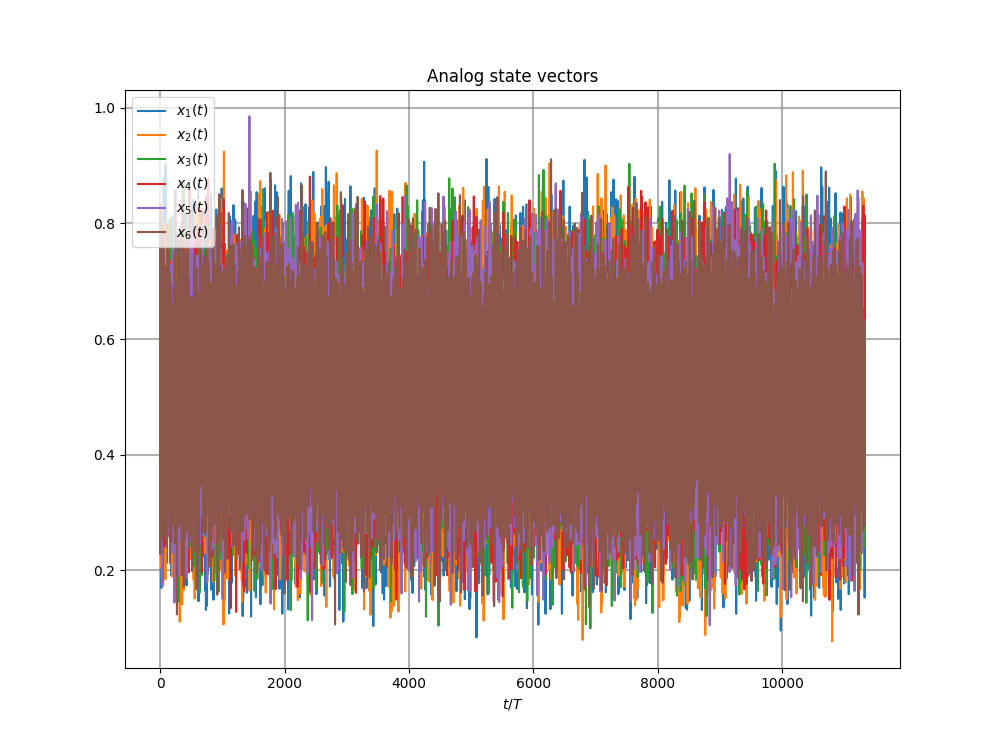 Analog state vectors
1.0
0.8
0.6
0.4
0.2
x₁(t)
x₂(t)
x₃(t)
x₄(t)
x₅(t)
x₆(t)
0 2000 4000 6000 8000 10000
t/T